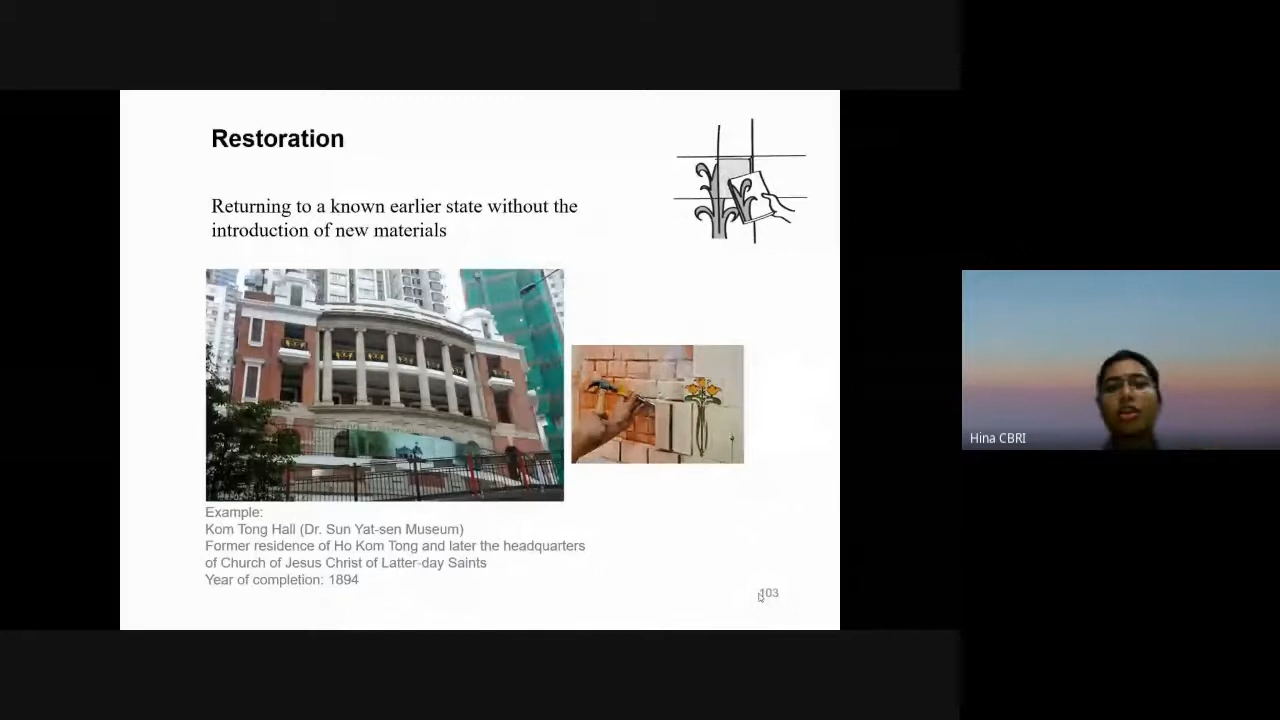 Restoration
Returning to a known earlier state without the
introduction of new materials
Example:
Kom Tong Hall (Dr. Sun Yat-sen Museum)
Former residence of Ho Kom Tong and later the headquarters
of Church of Jesus Christ of Latter-day Saints
Year of completion: 1894
103
Hina CBRI